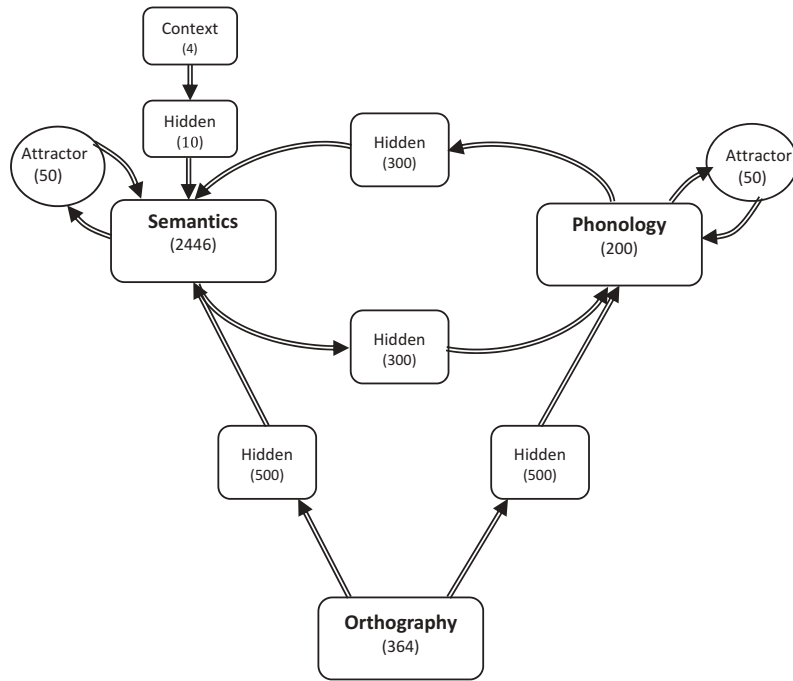 Context
(4)
Hidden
(10)
Attractor
(50)
Hidden
(300)
Attractor
(50)
Semantics
(2446)
Phonology
(200)
Hidden
(300)
Hidden
(500)
Hidden
(500)
Orthography
(364)